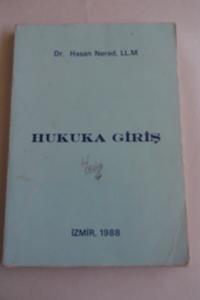 Dr. Hasan Nerad, LL.M
HUKUKA GİRİŞ
İZMİR, 1988